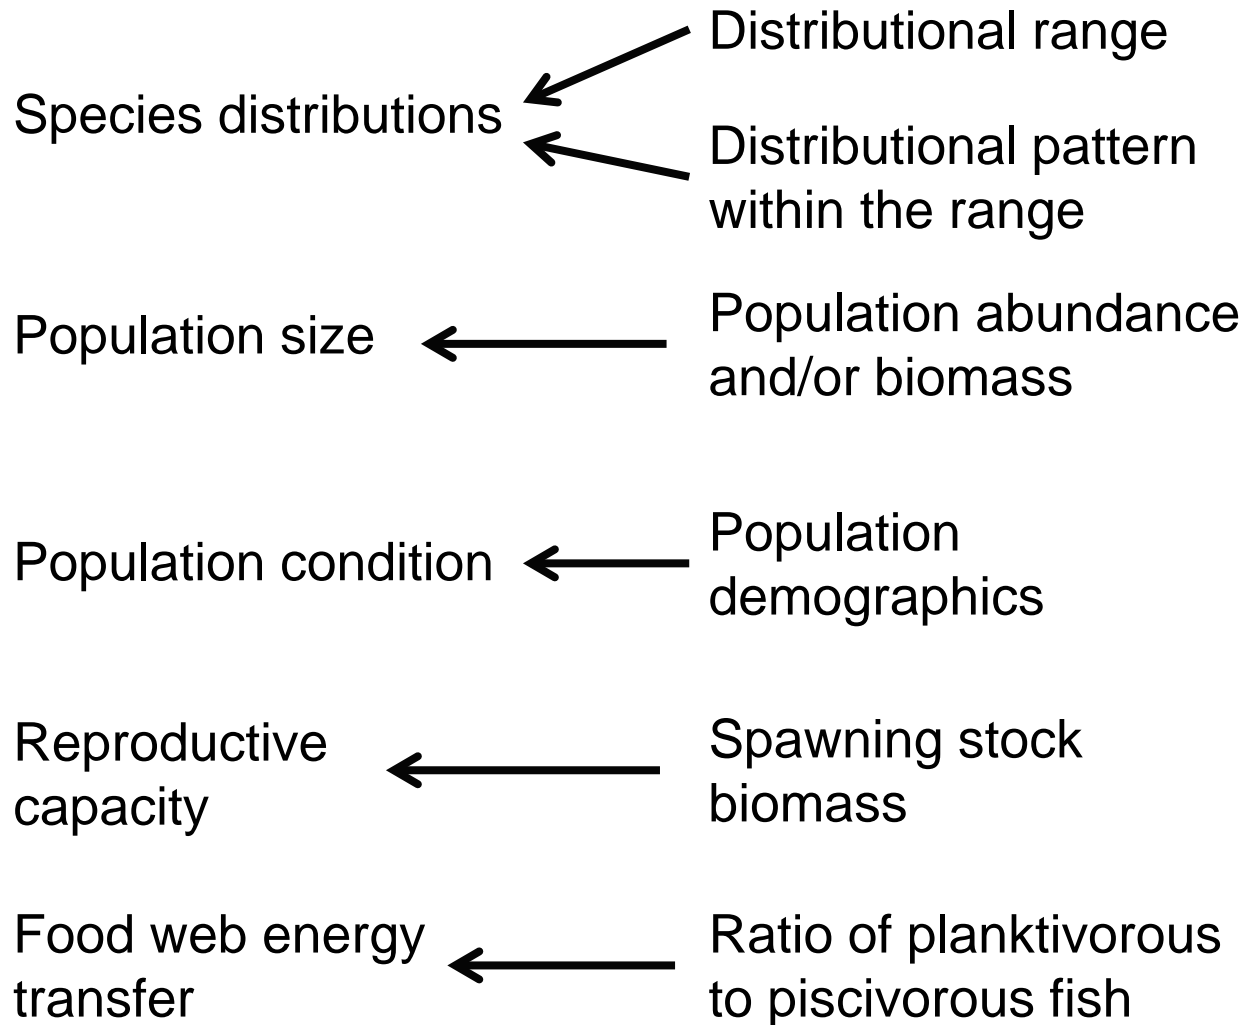 Species distributions
Distributional range
Distributional pattern
within the range
Population size
Population abundance
and/or biomass
Population condition
Population
demographics
Reproductive
capacity
Spawning stock
biomass
Food web energy
transfer
Ratio of planktivorous
to piscivorous fish